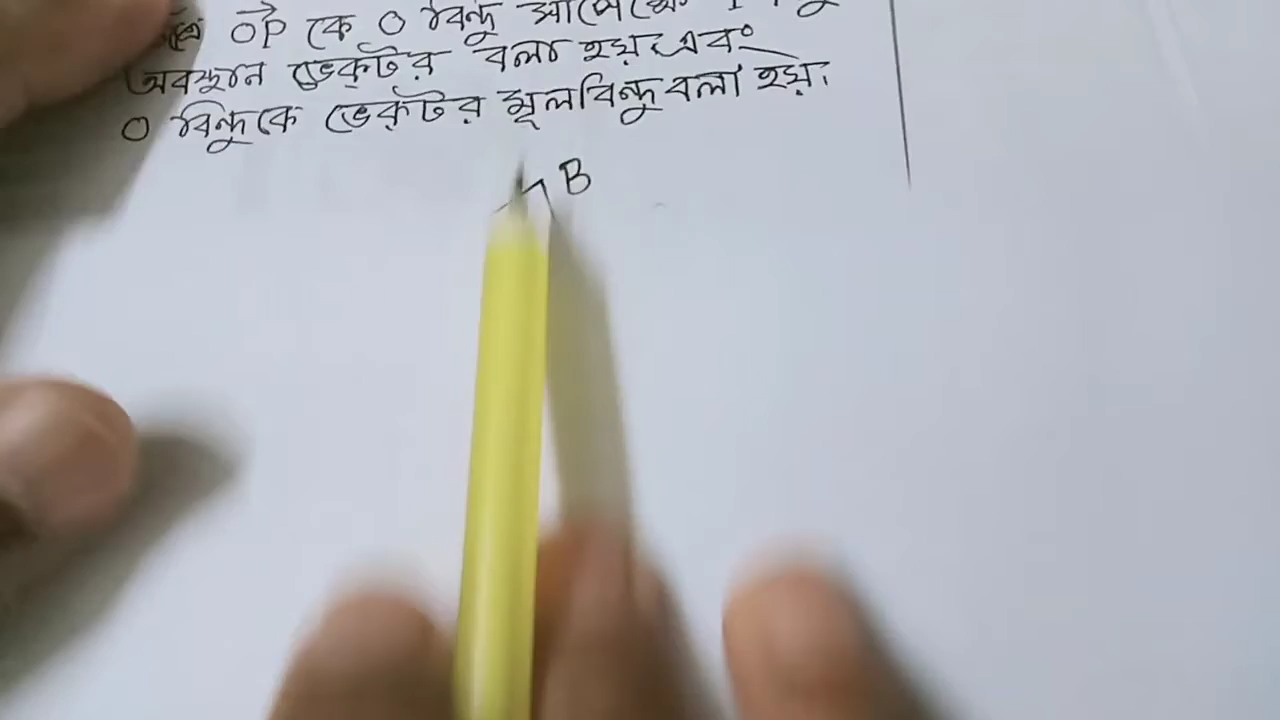 OP কে O বিন্দু সাপেক্ষে P
অবস্থান ভেক্টর বলা হয়, এবং
O বিন্দুকে ভেক্টর মূলবিন্দু বলা হয়।
B